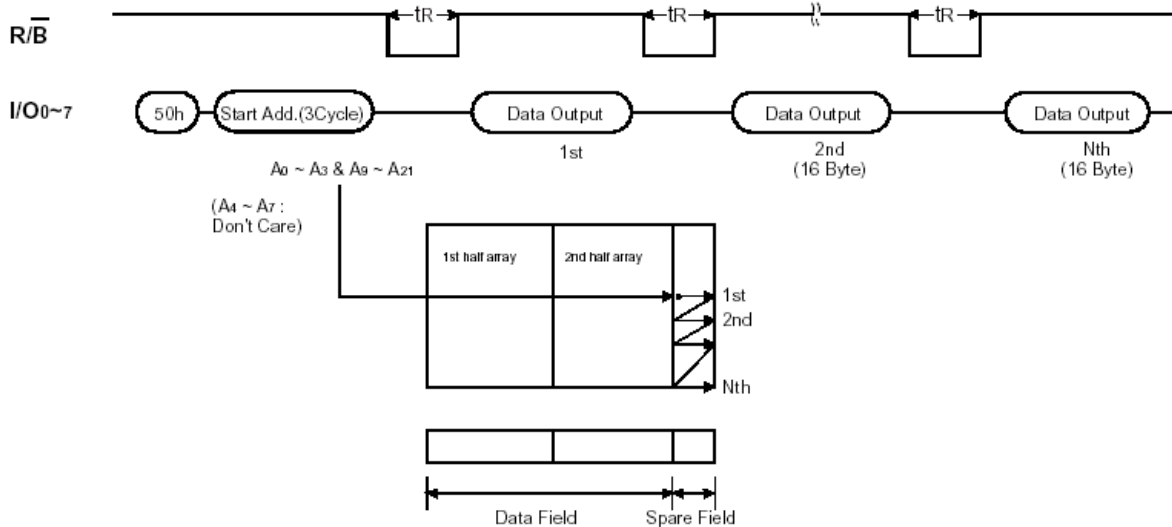 tR tR tR
R/B
I/O0~7 50h Start Add.(3Cycle) Data Output Data Output Data Output
1st 2nd Nth
(16 Byte) (16 Byte)
A0 ~ A3 & A9 ~ A21
(A4 ~ A7 :
Don't Care)
1st half array 2nd half array
1st
2nd
Nth
Data Field Spare Field